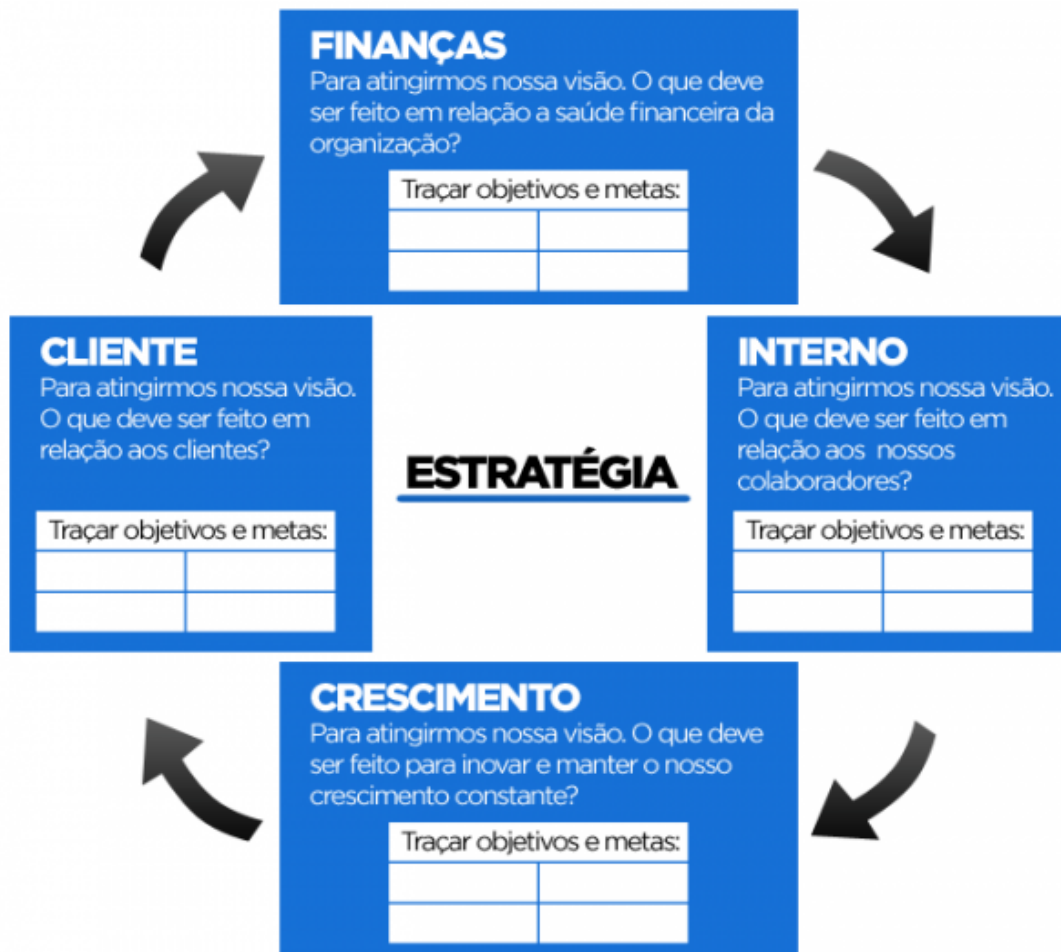 FINANÇAS
Para atingirmos nossa visão. O que deve
ser feito em relação a saúde financeira da
organização?
Traçar objetivos e metas:
CLIENTE
Para atingirmos nossa visão.
O que deve ser feito em
relação aos clientes?
Traçar objetivos e metas:
ESTRATÉGIA
INTERNO
Para atingirmos nossa visão.
O que deve ser feito em
relação aos nossos
colaboradores?
Traçar objetivos e metas:
CRESCIMENTO
Para atingirmos nossa visão. O que deve
ser feito para inovar e manter o nosso
crescimento constante?
Traçar objetivos e metas: